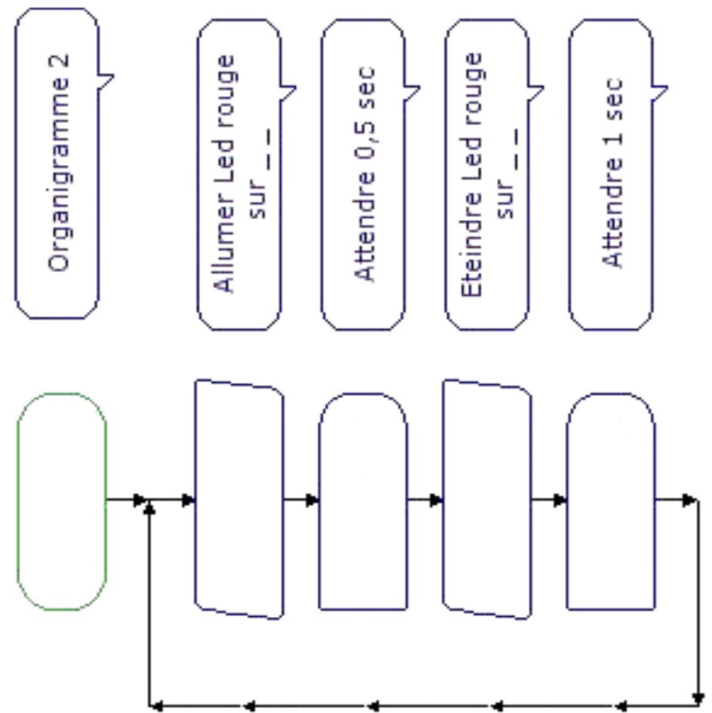 Organigramme 2
Allumer Led rouge
sur _ _
Attendre 0,5 sec
Eteindre Led rouge
sur _ _
Attendre 1 sec